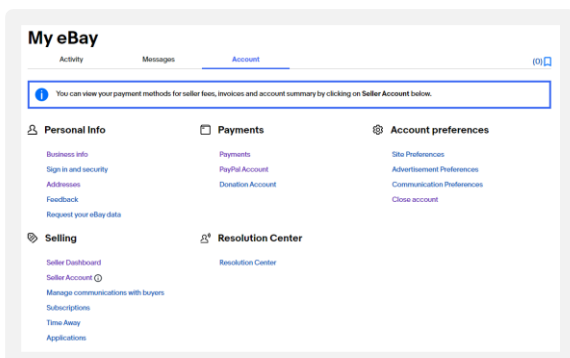 My eBay
Activity Messages Account (0)
You can view your payment methods for seller fees, invoices and account summary by clicking on Seller Account below.
Personal Info
Business info
Sign in and security
Addresses
Feedback
Request your eBay data
Payments
Payments
PayPal Account
Donation Account
Account preferences
Site Preferences
Advertisement Preferences
Communication Preferences
Close account
Selling
Seller Dashboard
Seller Account
Manage communications with buyers
Subscriptions
Time Away
Applications
Resolution Center
Resolution Center